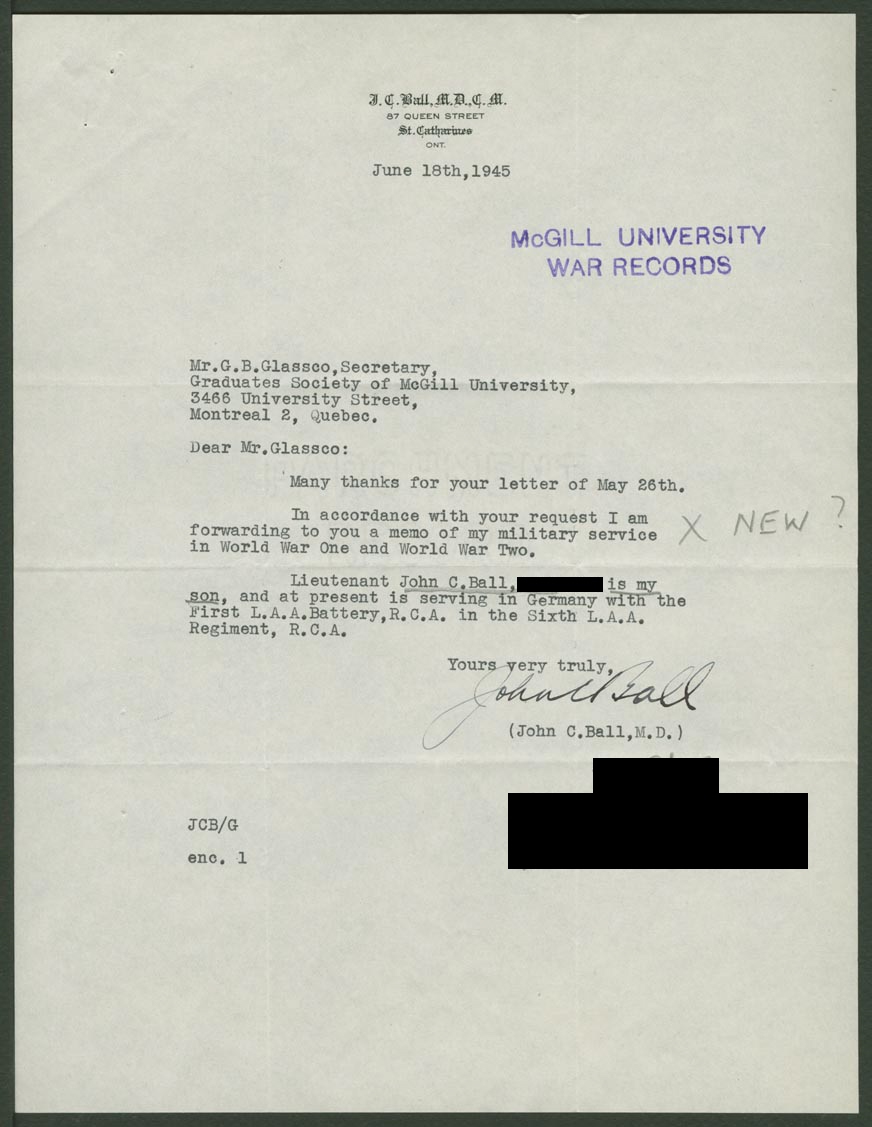 J. C. Ball, M.D., C.M.
87 QUEEN STREET
St. Catharines
ONT.
June 18th,1945
McGILL UNIVERSITY
WAR RECORDS
Mr.G.B.Glassco,Secretary,
Graduates Society of McGill University,
3466 University Street,
Montreal 2, Quebec.
Dear Mr.Glassco:
Many thanks for your letter of May 26th.
In accordance with your request I am
forwarding to you a memo of my military service X NEW ?
in World War One and World War Two.
Lieutenant John C.Ball, is my
son, and at present is serving in Germany with the
First L.A.A.Battery,R.C.A. in the Sixth L.A.A.
Regiment, R.C.A.
Yours very truly,
John C Ball
(John C.Ball,M.D.)
JCB/G
enc. 1